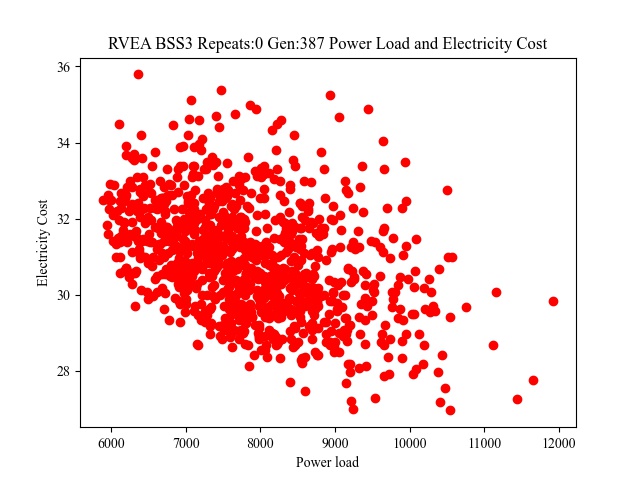 RVEA BSS3 Repeats:0 Gen:387 Power Load and Electricity Cost
36
34
32
30
28
Electricity Cost
6000 7000 8000 9000 10000 11000 12000
Power load